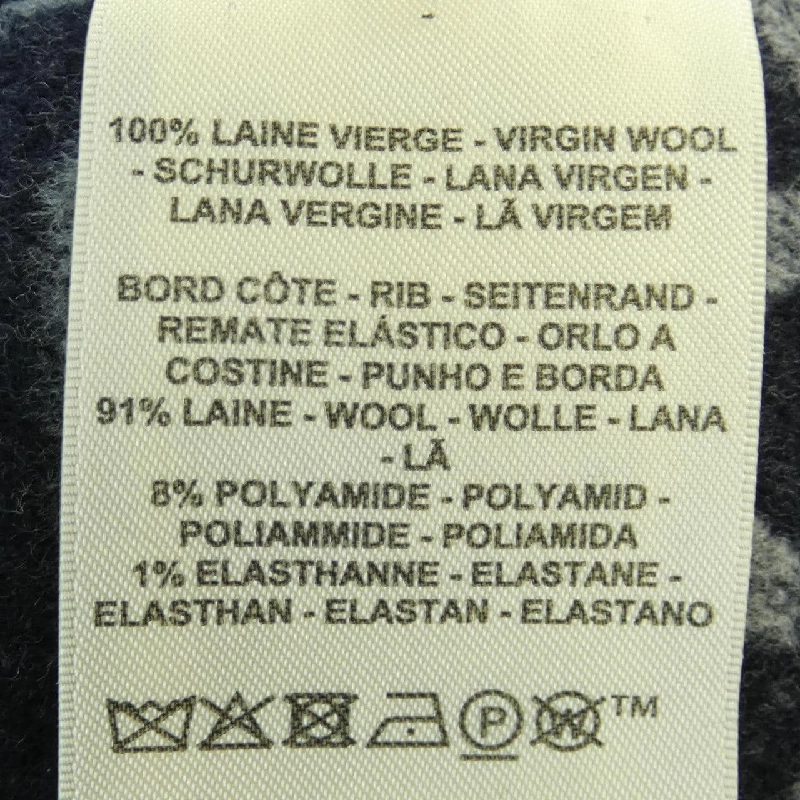 100% LAINE VIERGE - VIRGIN WOOL
- SCHURWOLLE - LANA VIRGEN -
LANA VERGINE - LÃ VIRGEM
BORD CÔTE - RIB - SEITENRAND -
REMATE ELÁSTICO - ORLO A
COSTINE - PUNHO E BORDA
91% LAINE - WOOL - WOLLE - LANA
- LÃ
8% POLYAMIDE - POLYAMID -
POLIAMMIDE - POLIAMIDA
1% ELASTHANNE - ELASTANE -
ELASTHAN - ELASTAN - ELASTANO
P W TM